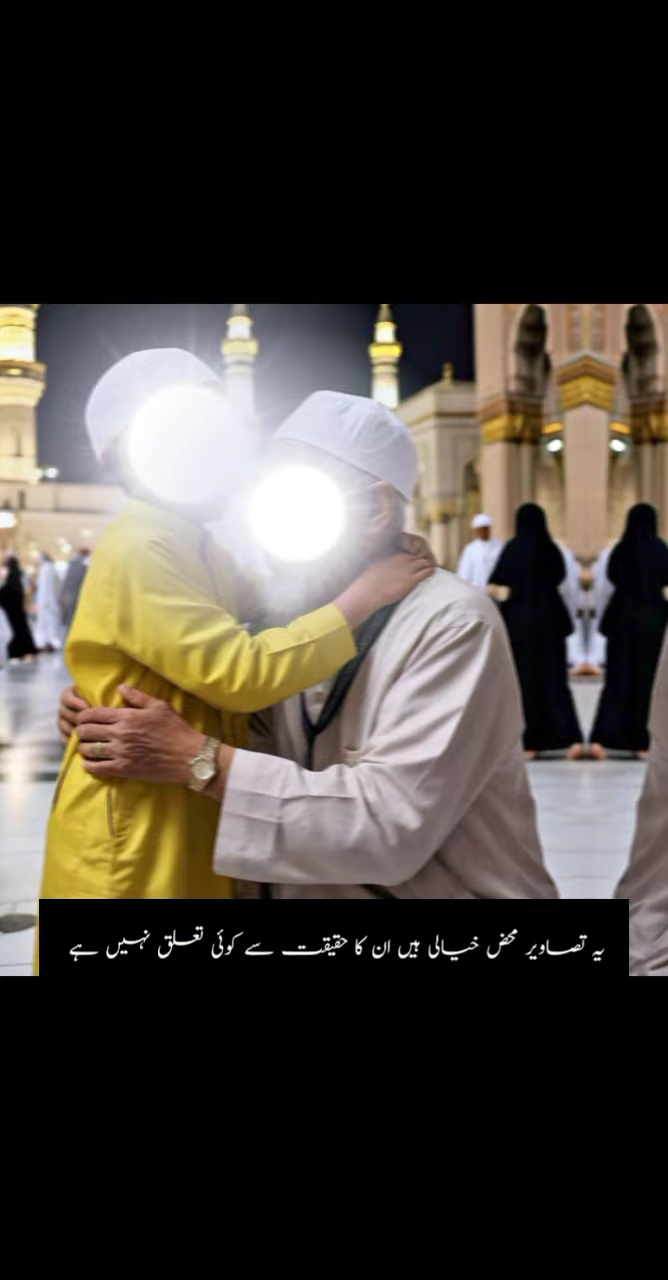 یہ تصاویر محض خیالی ہیں ان کا حقیقت سے کوئی تعلق نہیں ہے